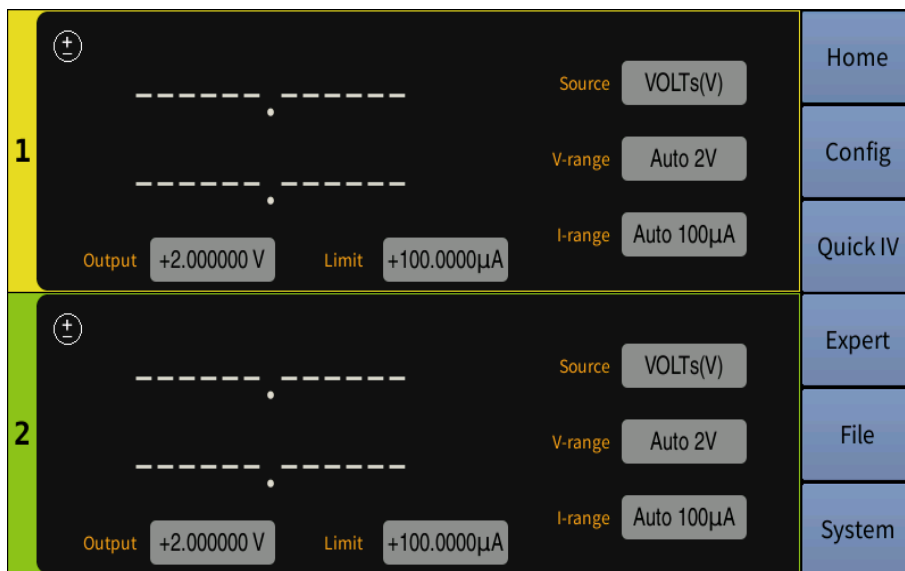 1
------.------
------.------
Source VOLTs(V)
V-range Auto 2V
I-range Auto 100μA
Output +2.000000 V Limit +100.0000μA
2
------.------
------.------
Source VOLTs(V)
V-range Auto 2V
I-range Auto 100μA
Output +2.000000 V Limit +100.0000μA
Home
Config
Quick IV
Expert
File
System